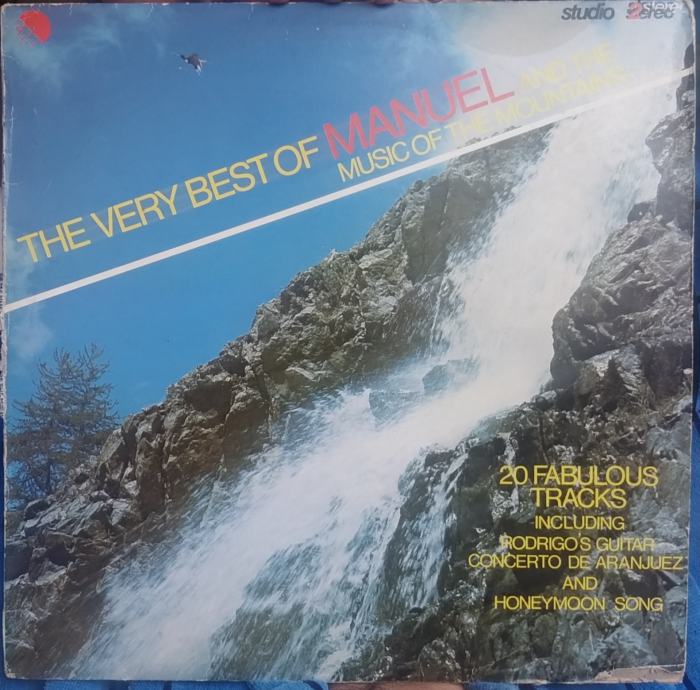 studio 2 stereo
THE VERY BEST OF MANUEL AND THE
MUSIC OF THE MOUNTAINS
20 FABULOUS
TRACKS
INCLUDING
RODRIGO'S GUITAR
CONCERTO DE ARANJUEZ
AND
HONEYMOON SONG